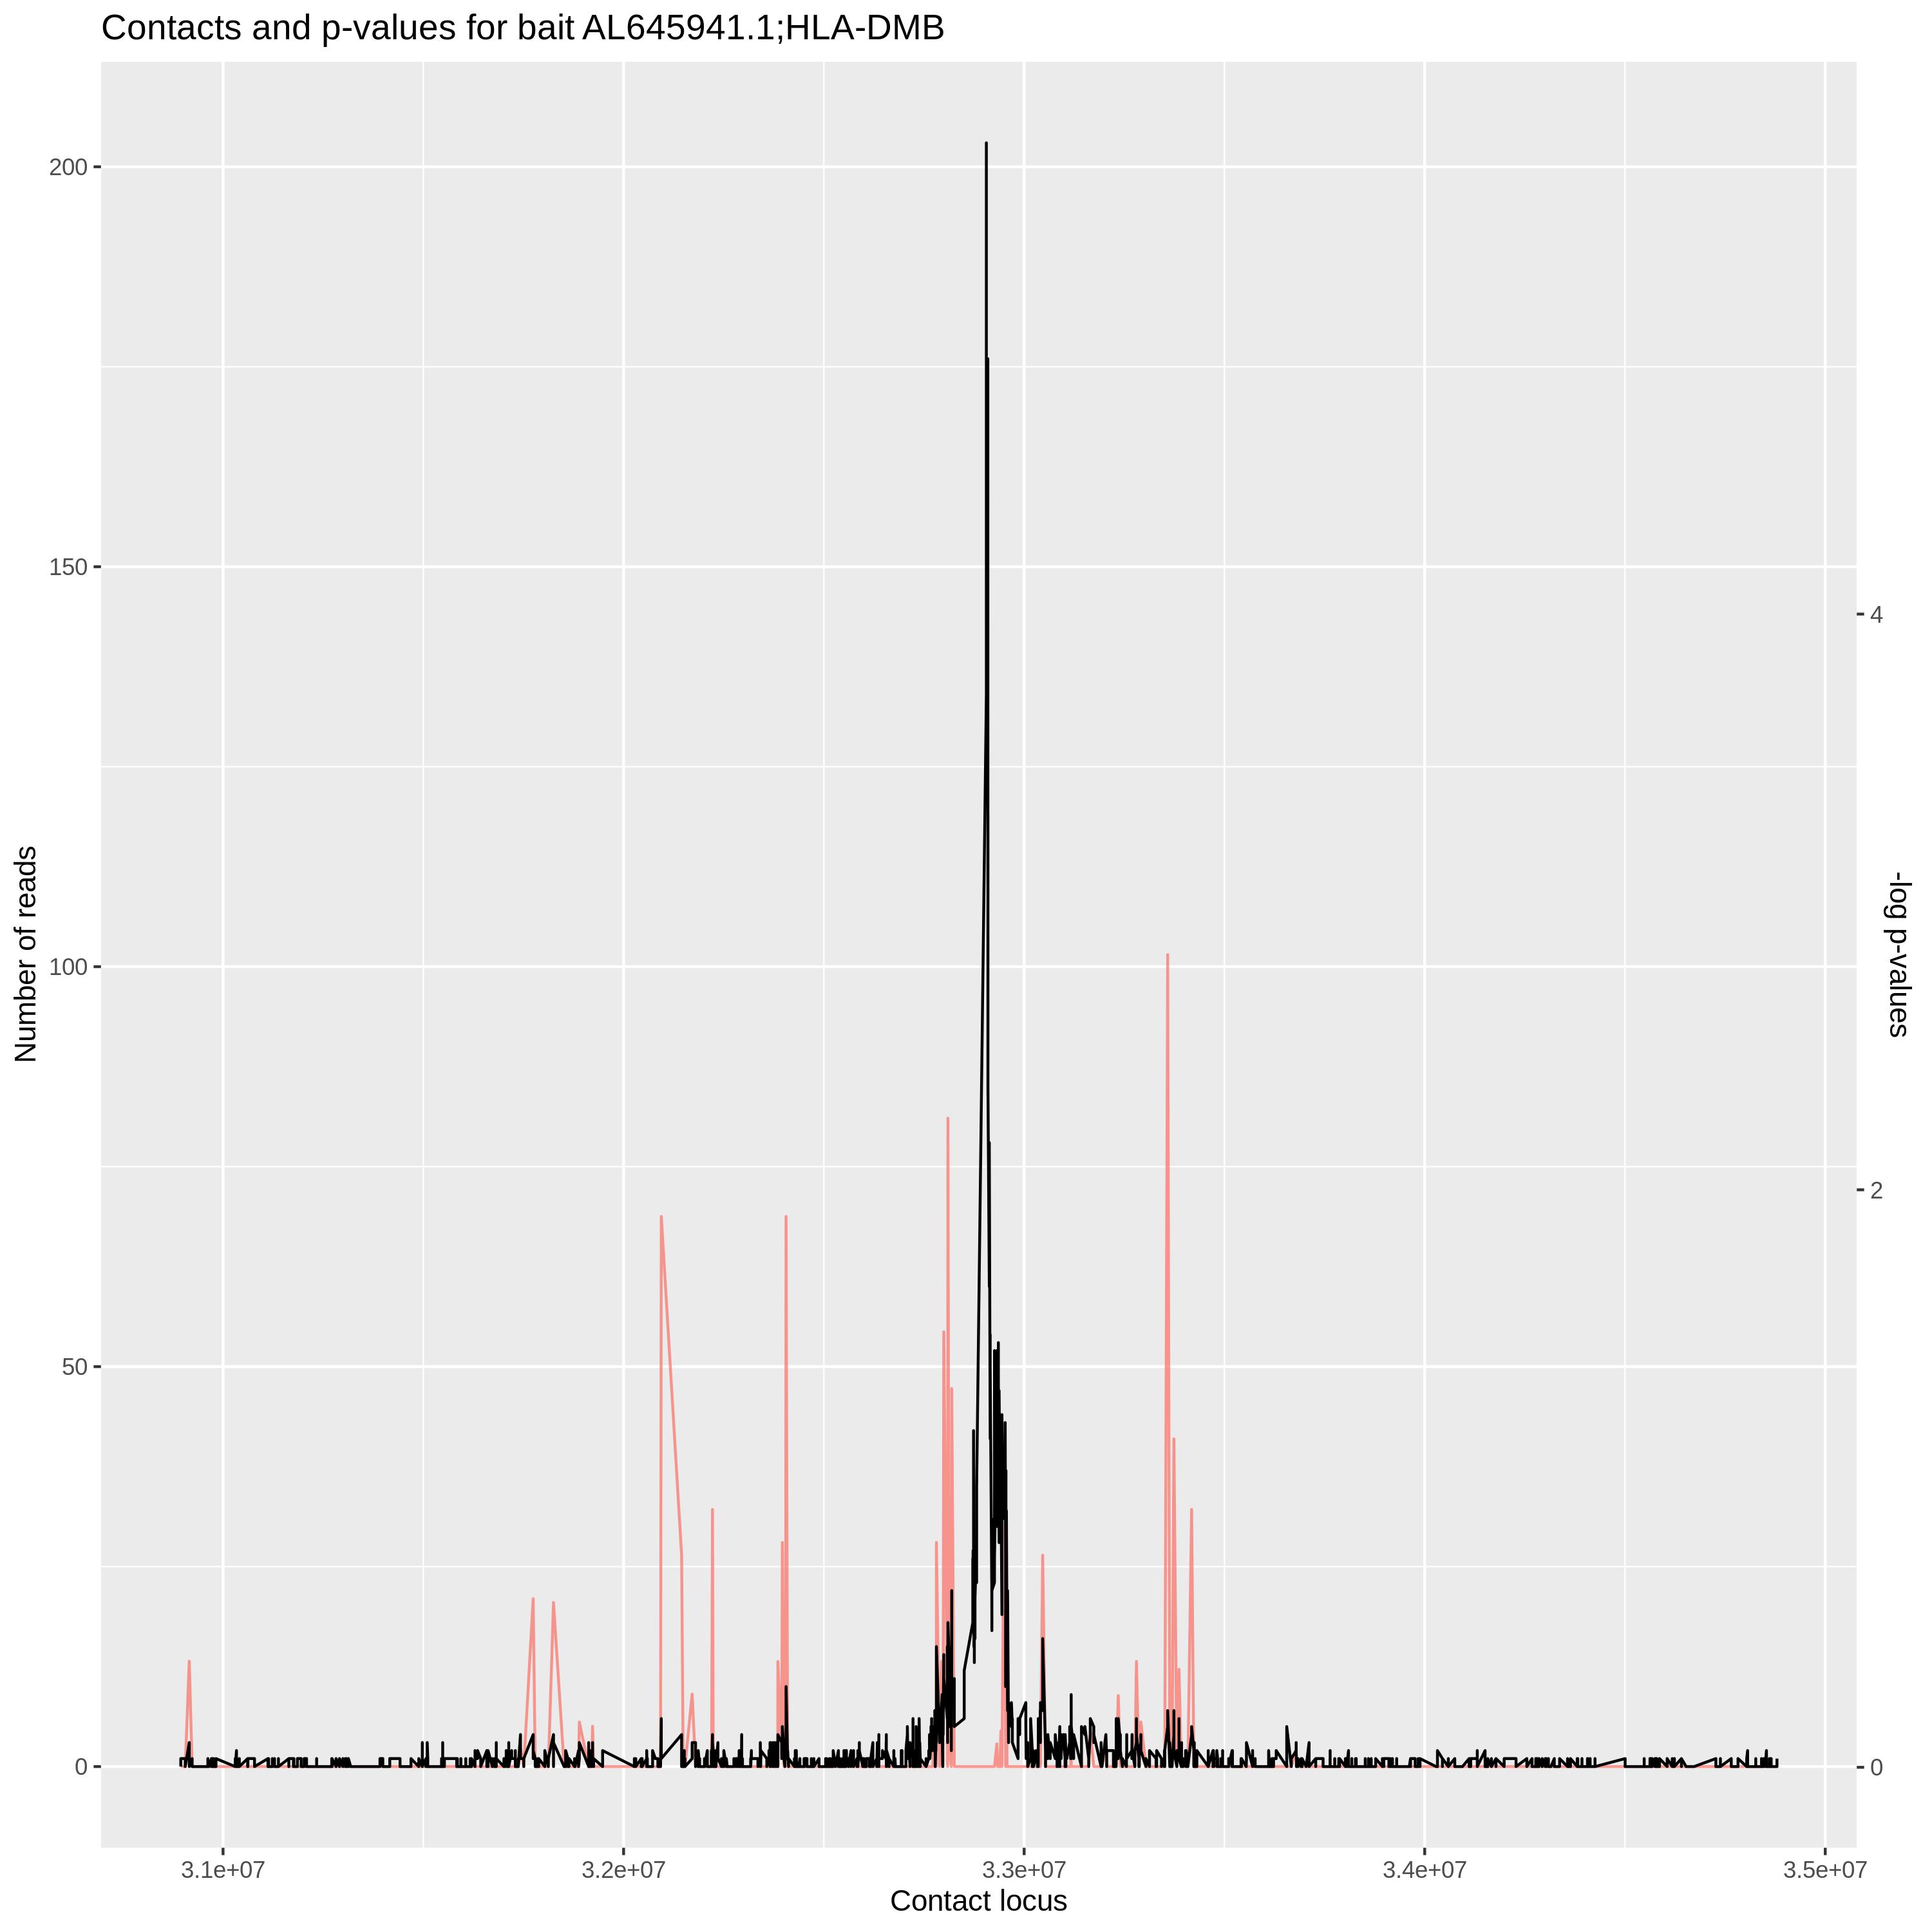 Contacts and p-values for bait AL645941.1;HLA-DMB
200
150
100
50
0
Number of reads
4
2
0
-log p-values
3.1e+07
3.2e+07
3.3e+07
3.4e+07
3.5e+07
Contact locus